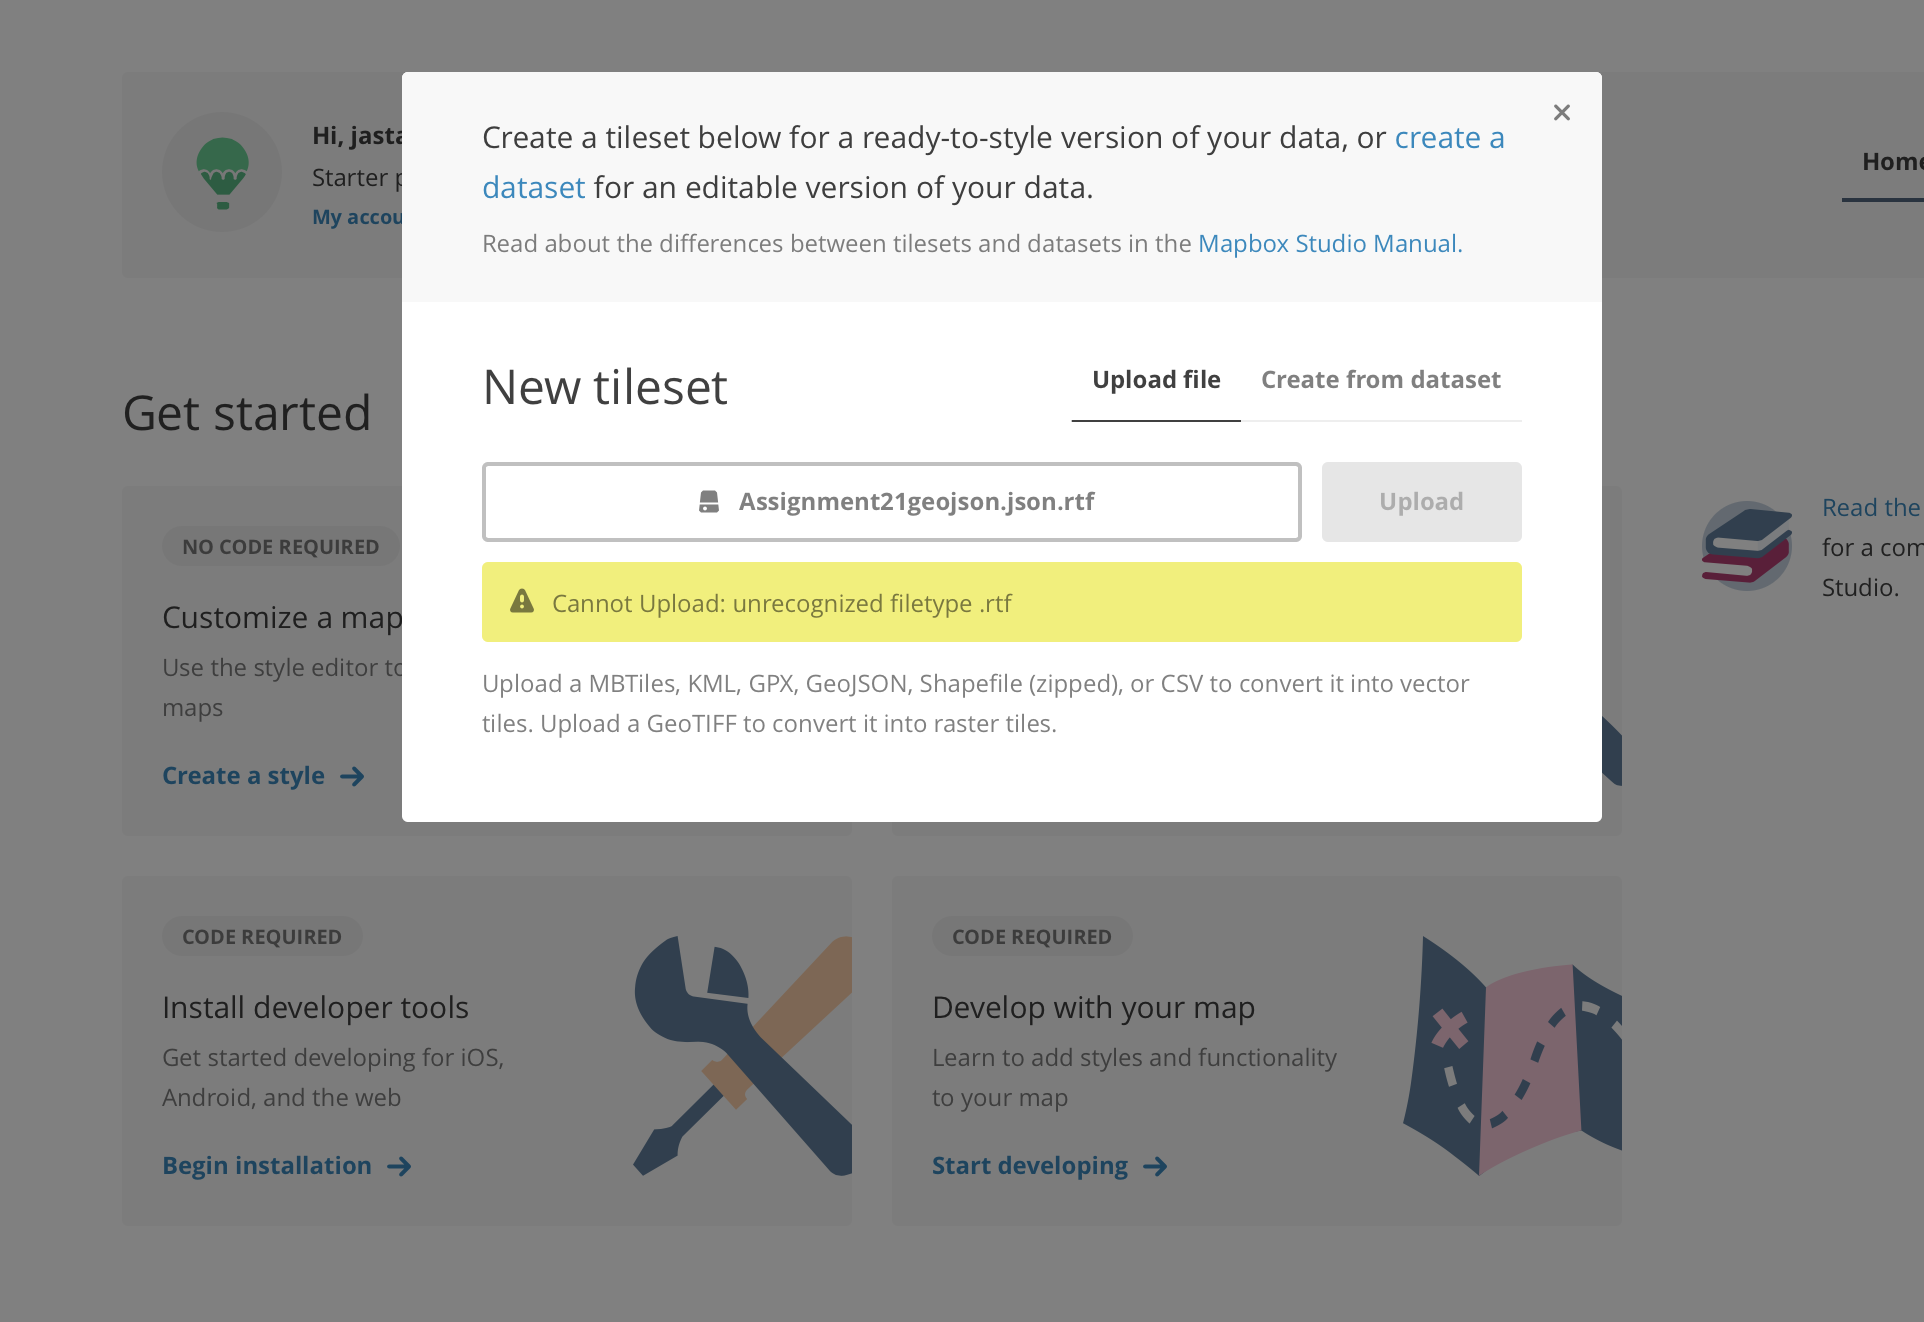 Create a tileset below for a ready-to-style version of your data, or create a
dataset for an editable version of your data.
Read about the differences between tilesets and datasets in the Mapbox Studio Manual.
New tileset
Upload file
Create from dataset
Assignment21geojson.json.rtf
Upload
Cannot Upload: unrecognized filetype .rtf
Upload a MBTiles, KML, GPX, GeoJSON, Shapefile (zipped), or CSV to convert it into vector
tiles. Upload a GeoTIFF to convert it into raster tiles.
Hi, jasta
Starter
My accou
Home
Get started
NO CODE REQUIRED
Customize a map
Use the style editor to
maps
Create a style
Read the
for a com
Studio.
CODE REQUIRED
Install developer tools
Get started developing for iOS,
Android, and the web
Begin installation
CODE REQUIRED
Develop with your map
Learn to add styles and functionality
to your map
Start developing